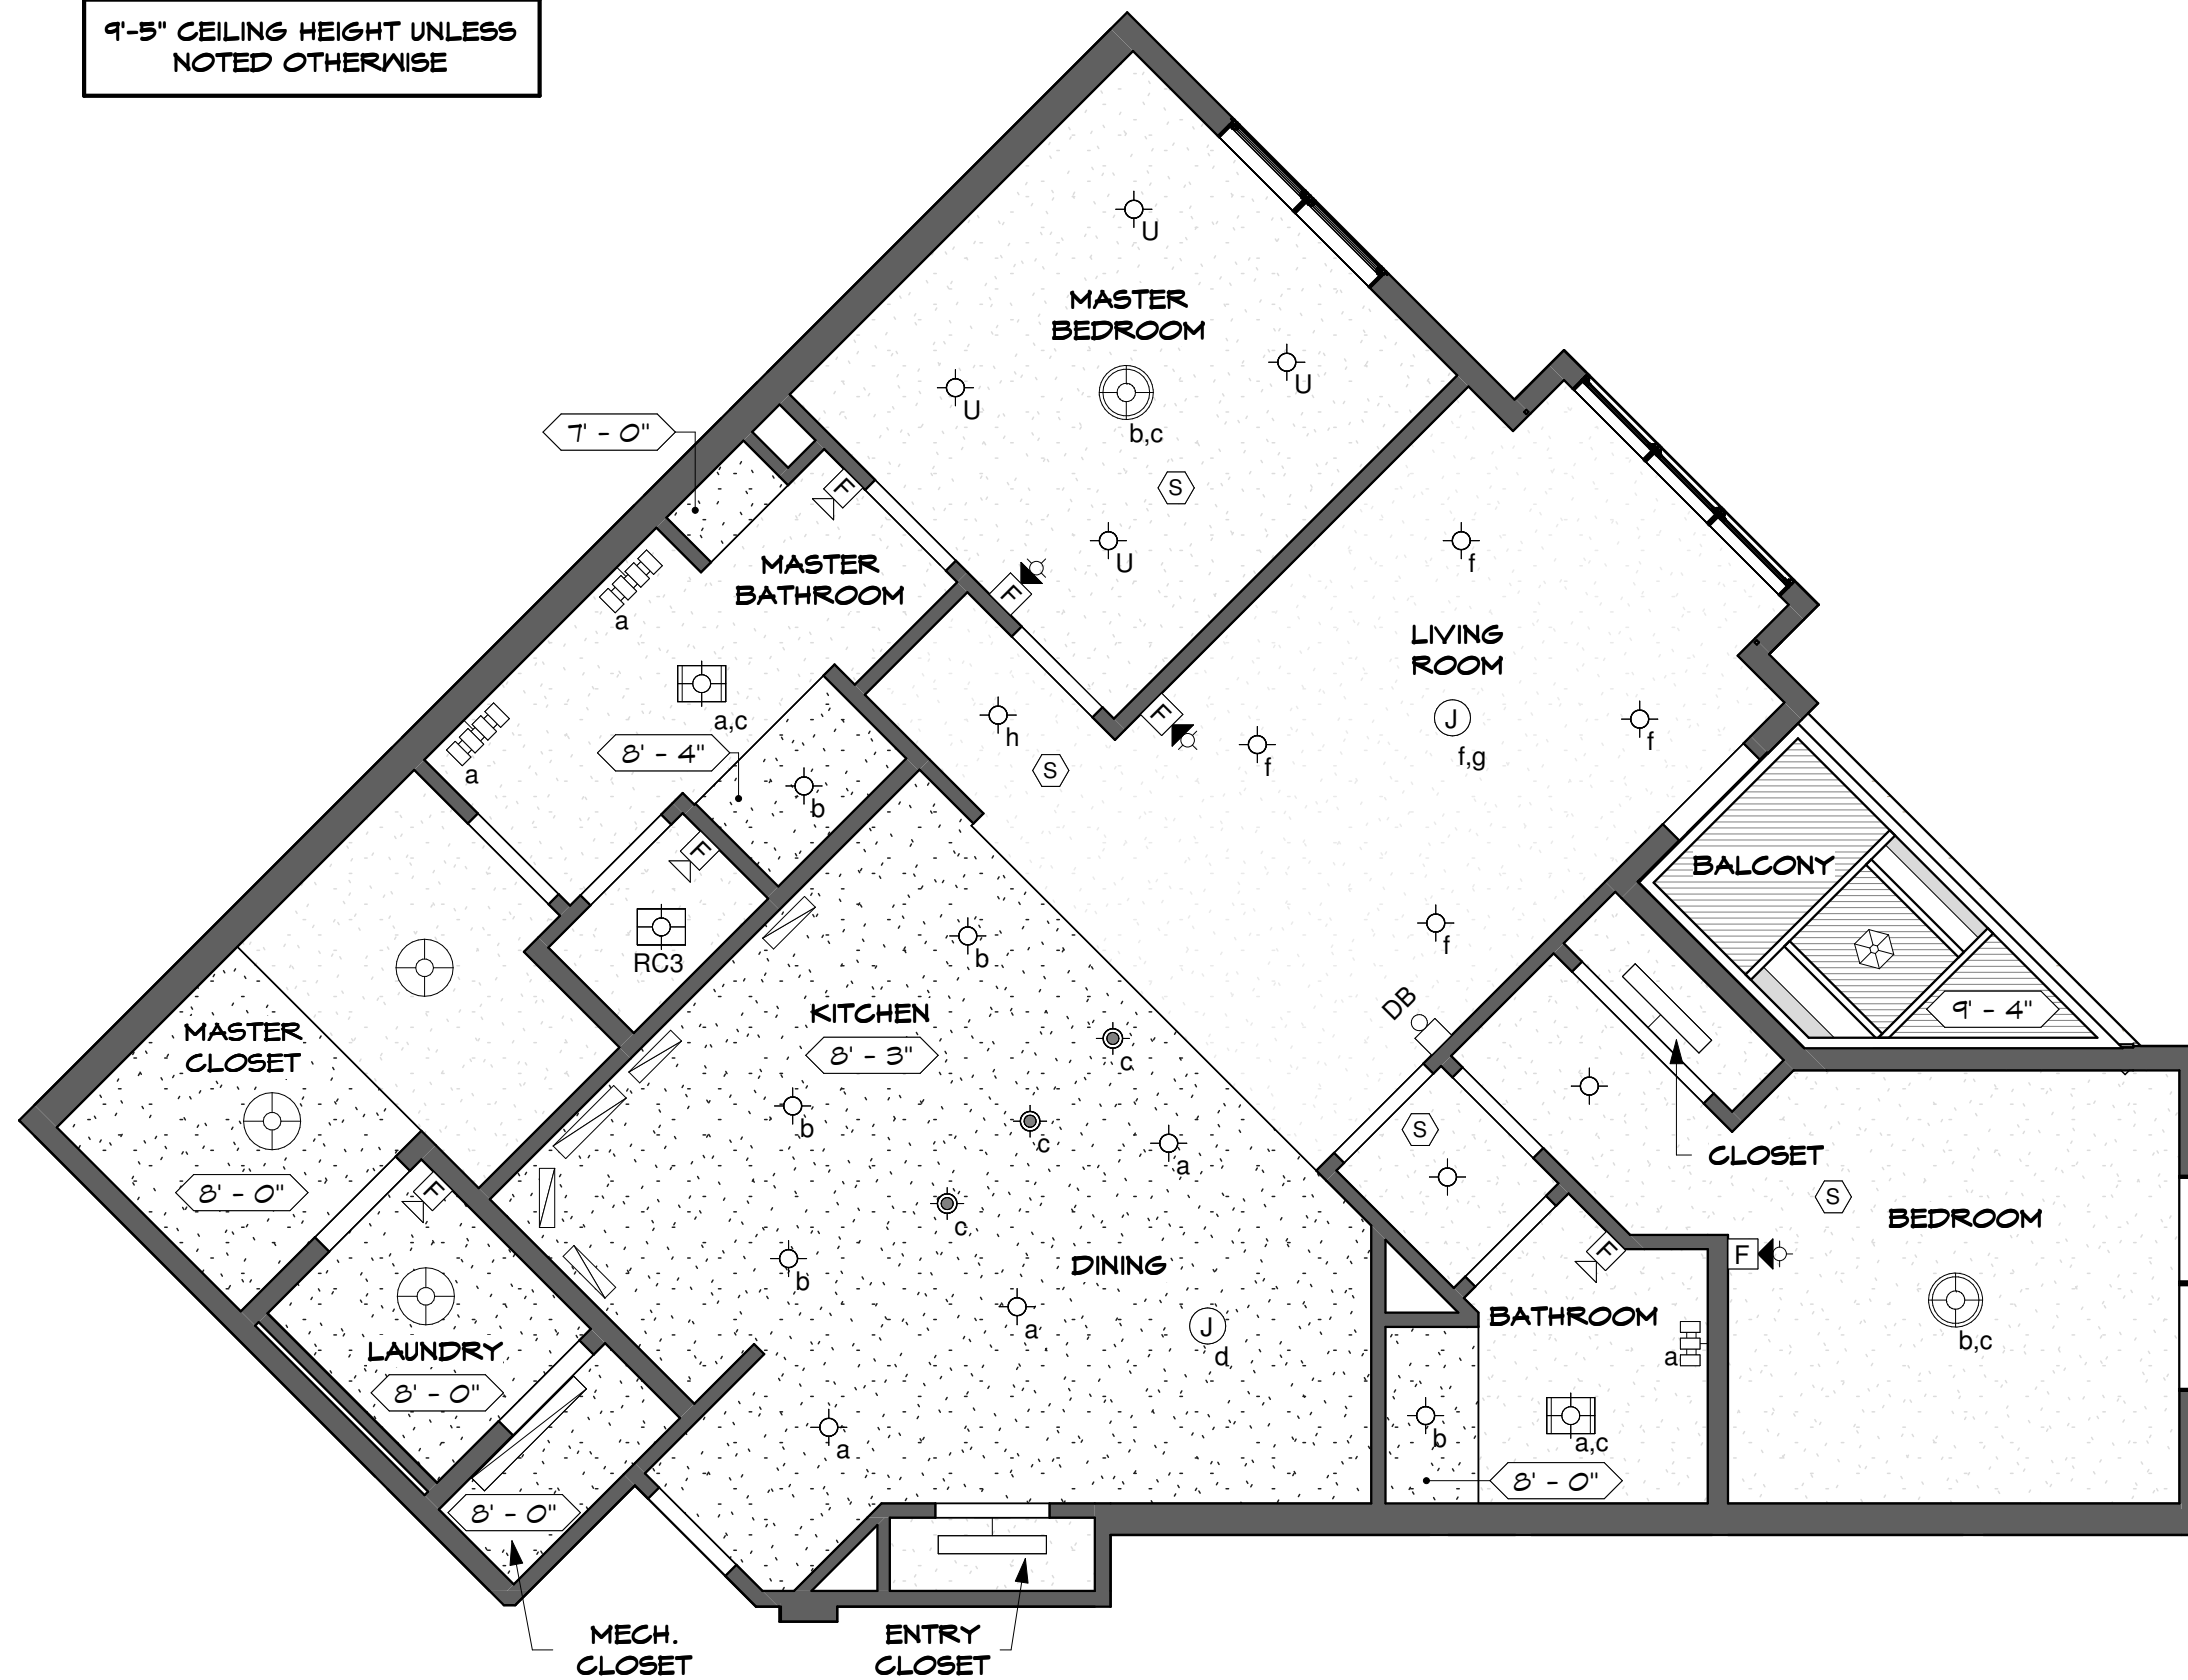 9'-5" CEILING HEIGHT UNLESS
NOTED OTHERWISE
U
MASTER
BEDROOM
U
U
b,c
7' - 0"
S
F
U
f
MASTER
BATHROOM
F
a
LIVING
ROOM
a,c
h
F
J
f
f
f,g
8' - 4"
S
a
b
F
BALCONY
RC3
b
f
DB
9' - 4"
KITCHEN
8' - 3"
MASTER
CLOSET
c
b
c
a
S
CLOSET
8' - 0"
F
S
c
BEDROOM
F
F
b
DINING
a
J
d
BATHROOM
a
b,c
LAUNDRY
8' - 0"
a
b
a,c
8' - 0"
8' - 0"
MECH.
CLOSET
ENTRY
CLOSET